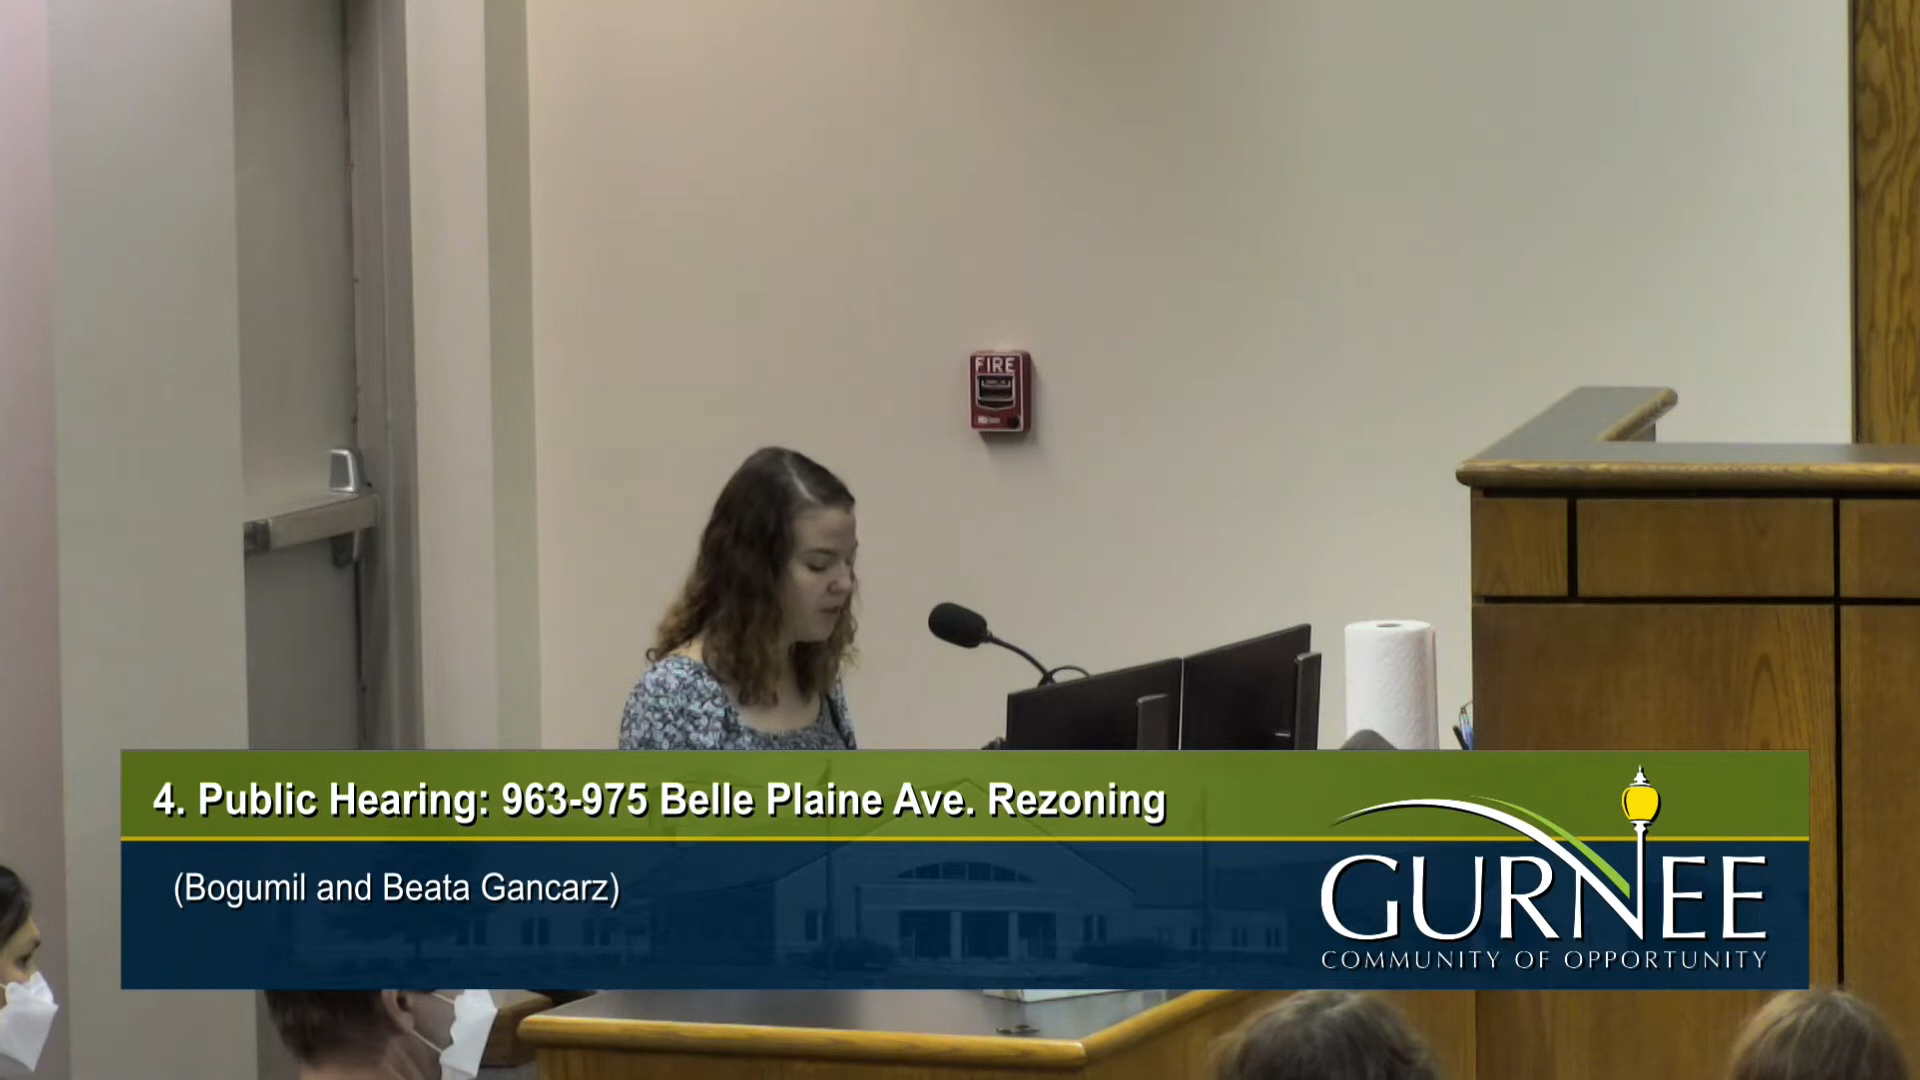 FIRE
4. Public Hearing: 963-975 Belle Plaine Ave. Rezoning
(Bogumil and Beata Gancarz)
GURNEE
COMMUNITY OF OPPORTUNITY